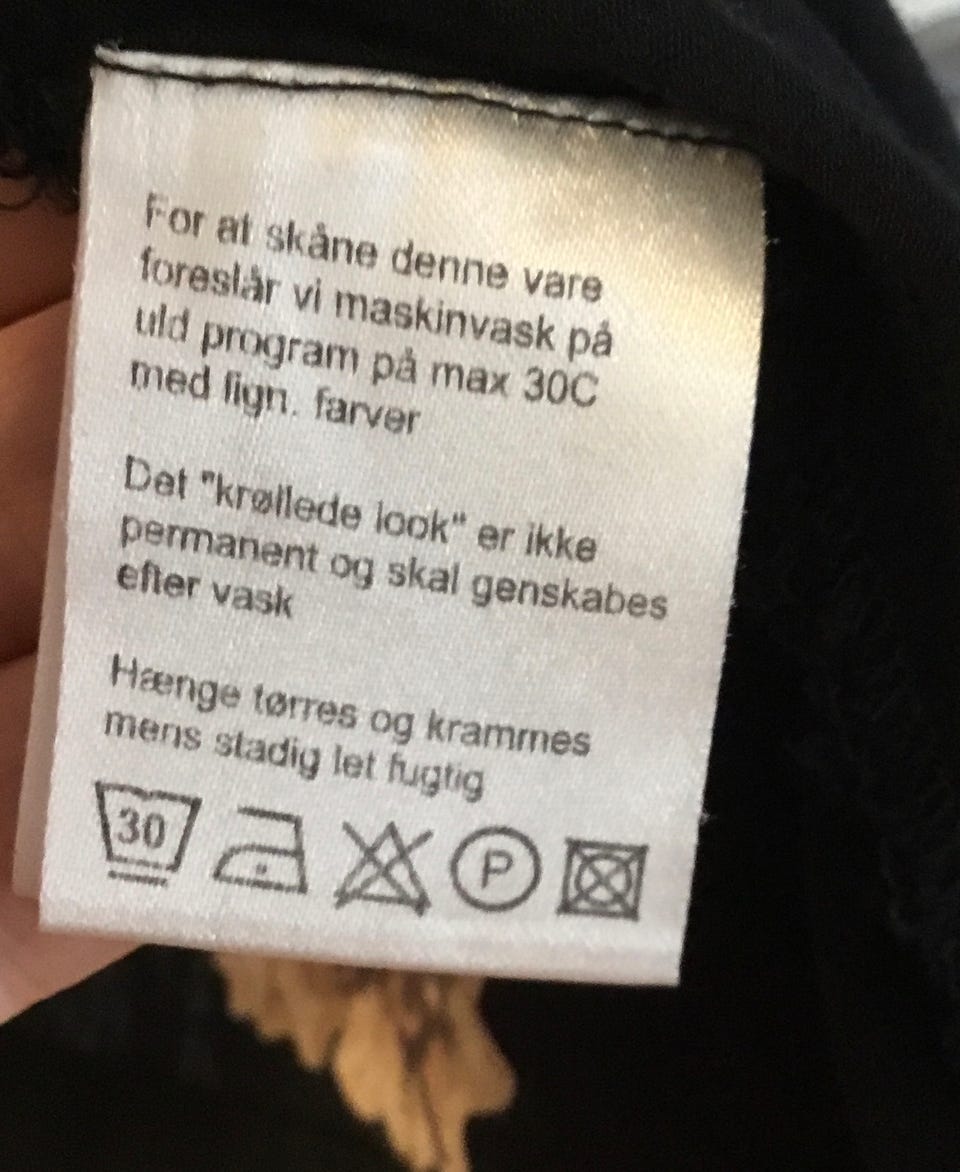 For at skåne denne vare
foreslår vi maskinvask på
uld program på max 30C
med lign. farver
Det "krøllede look" er ikke
permanent og skal genskabes
efter vask
Hænge tørres og krammes
mens stadig let fugtig
30 P